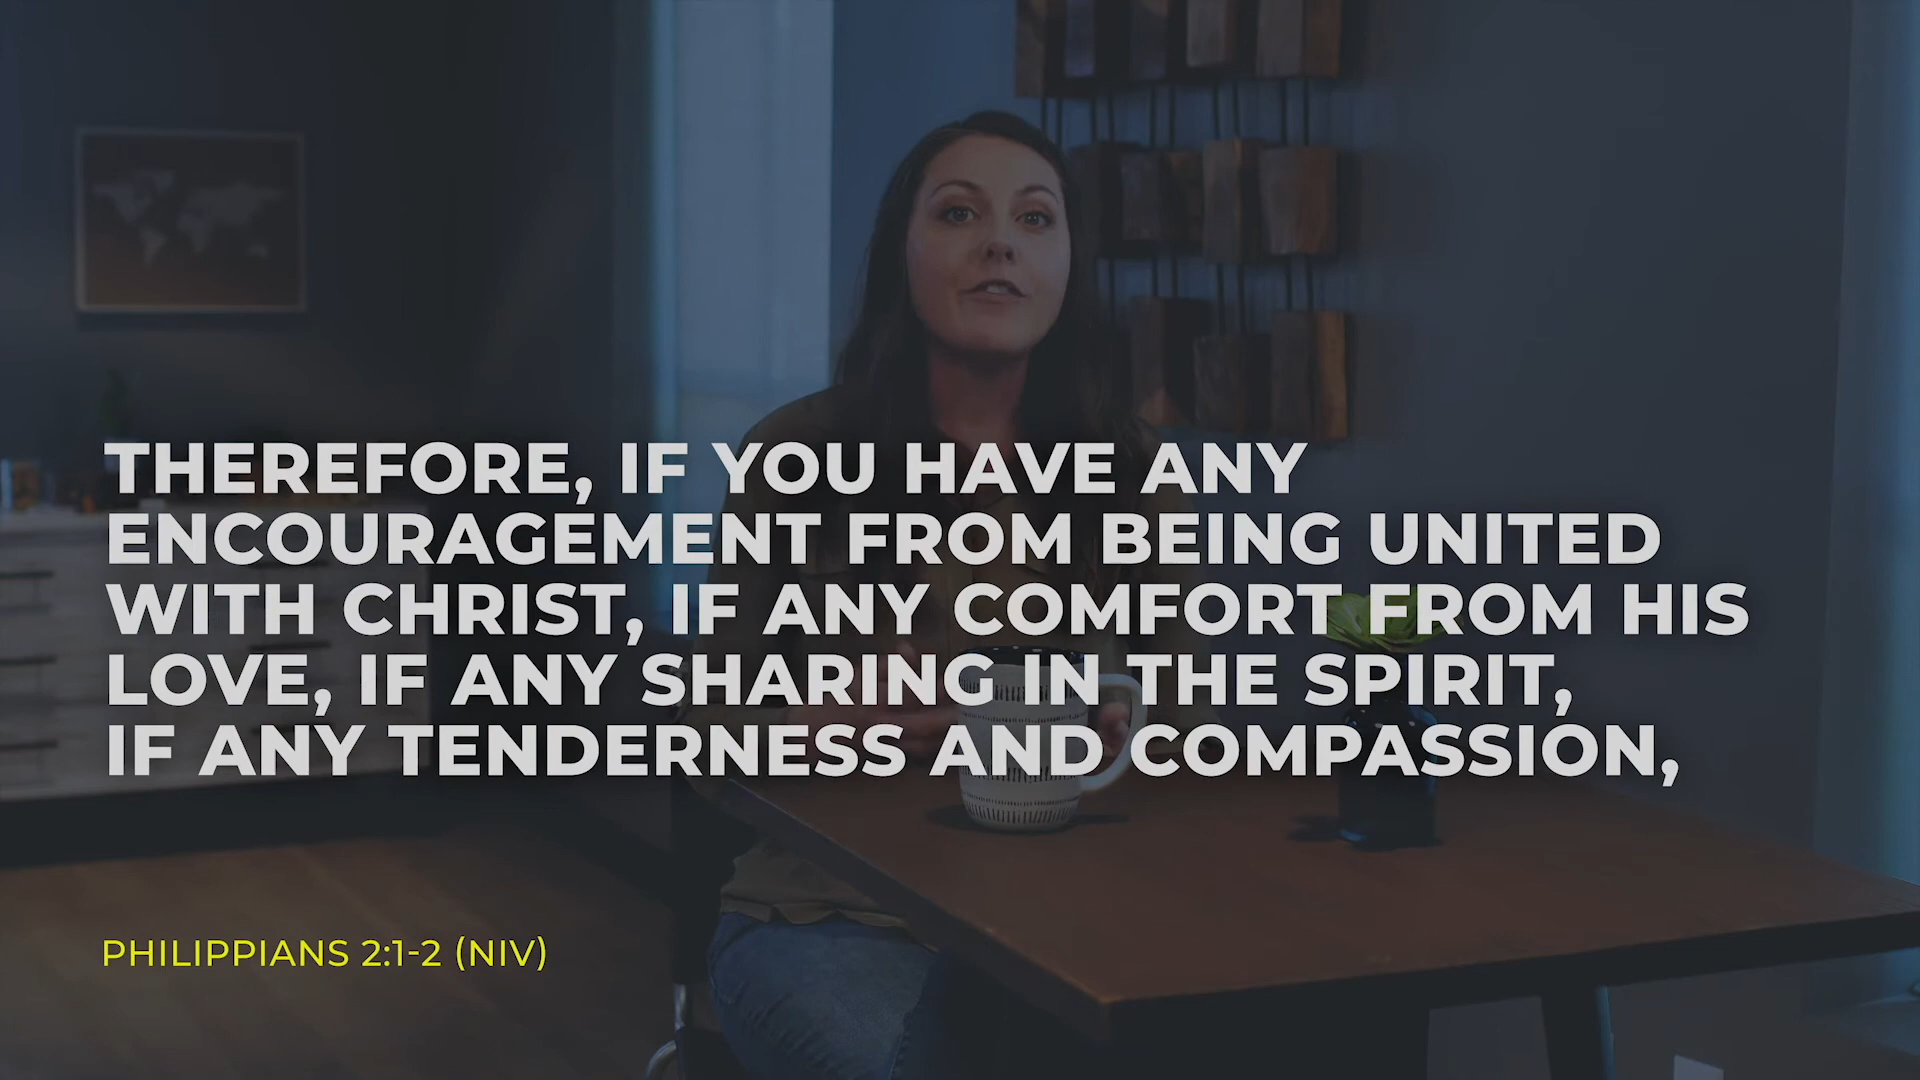 THEREFORE, IF YOU HAVE ANY
ENCOURAGEMENT FROM BEING UNITED
WITH CHRIST, IF ANY COMFORT FROM HIS
LOVE, IF ANY SHARING IN THE SPIRIT,
IF ANY TENDERNESS AND COMPASSION,
PHILIPPIANS 2:1-2 (NIV)